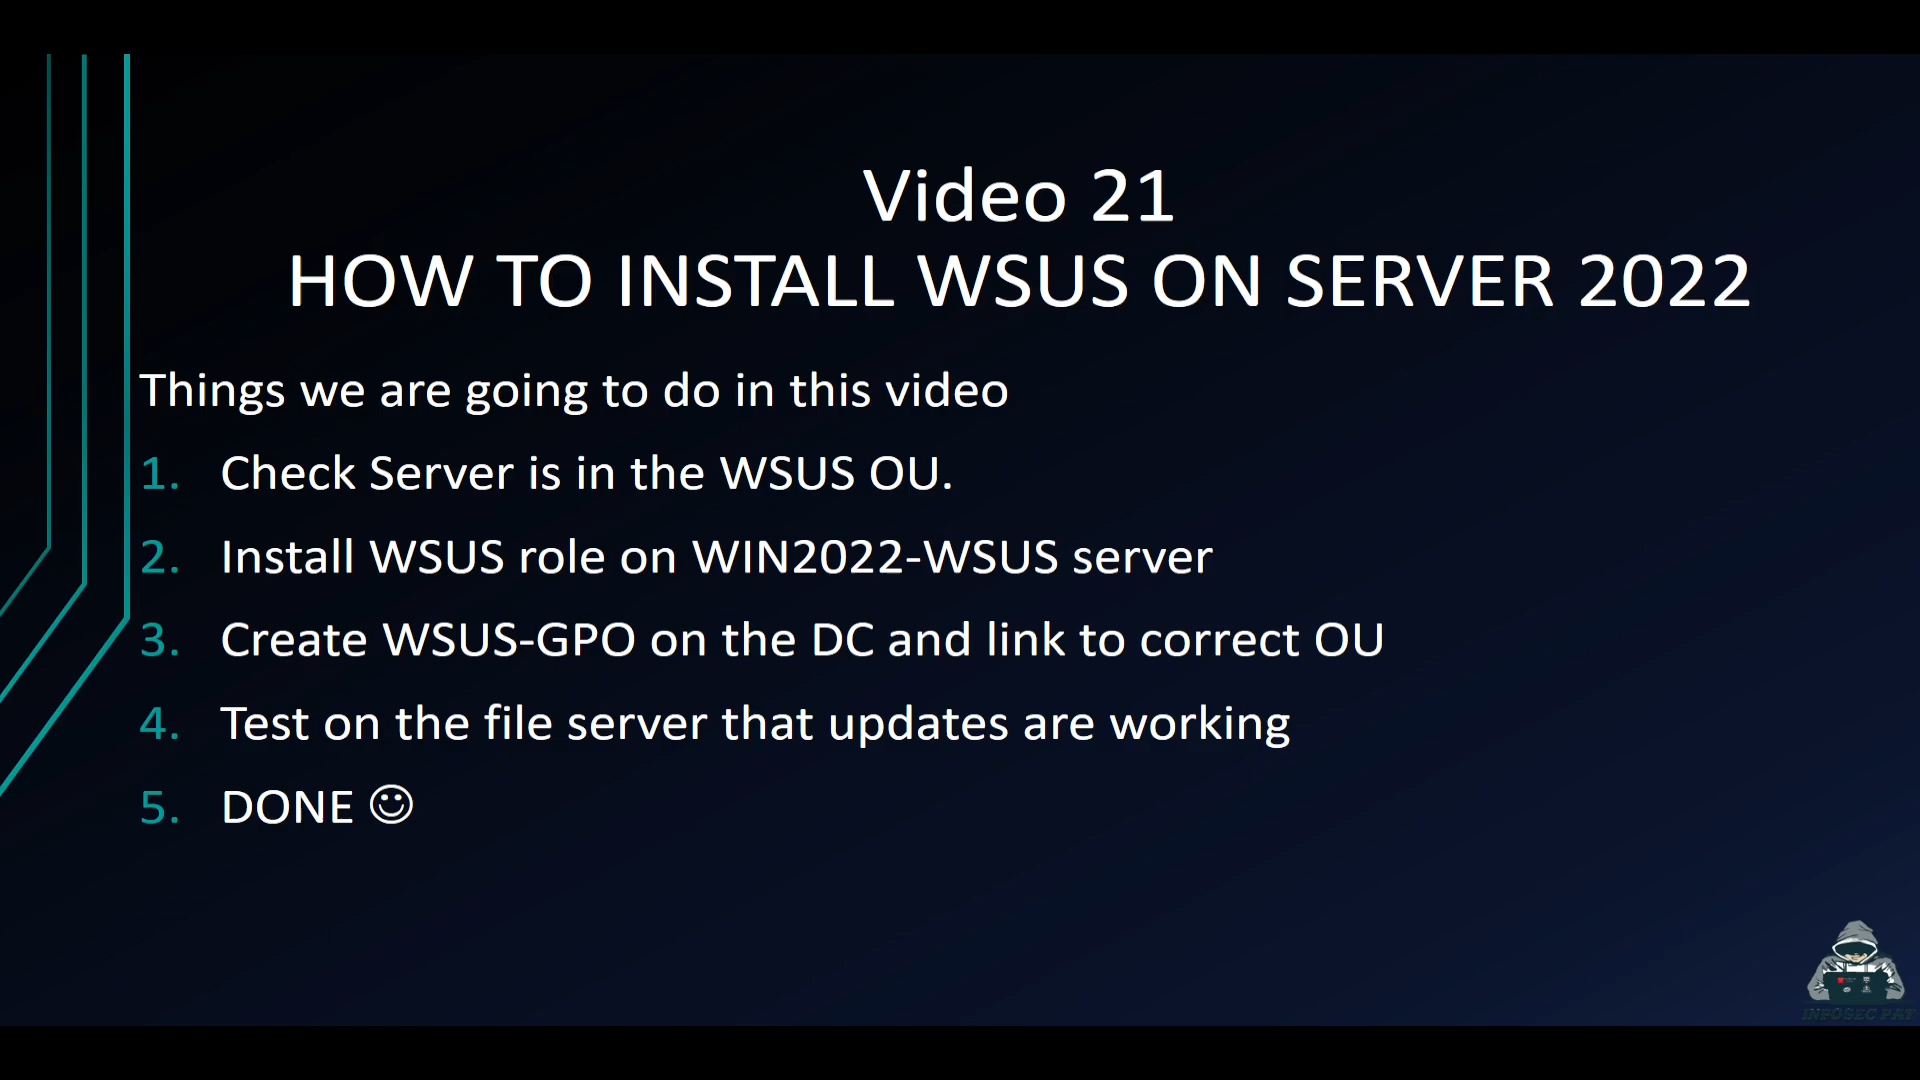 Video 21
HOW TO INSTALL WSUS ON SERVER 2022
Things we are going to do in this video
1. Check Server is in the WSUS OU.
2. Install WSUS role on WIN2022-WSUS server
3. Create WSUS-GPO on the DC and link to correct OU
4. Test on the file server that updates are working
5. DONE ☺
INFOSEC PAT